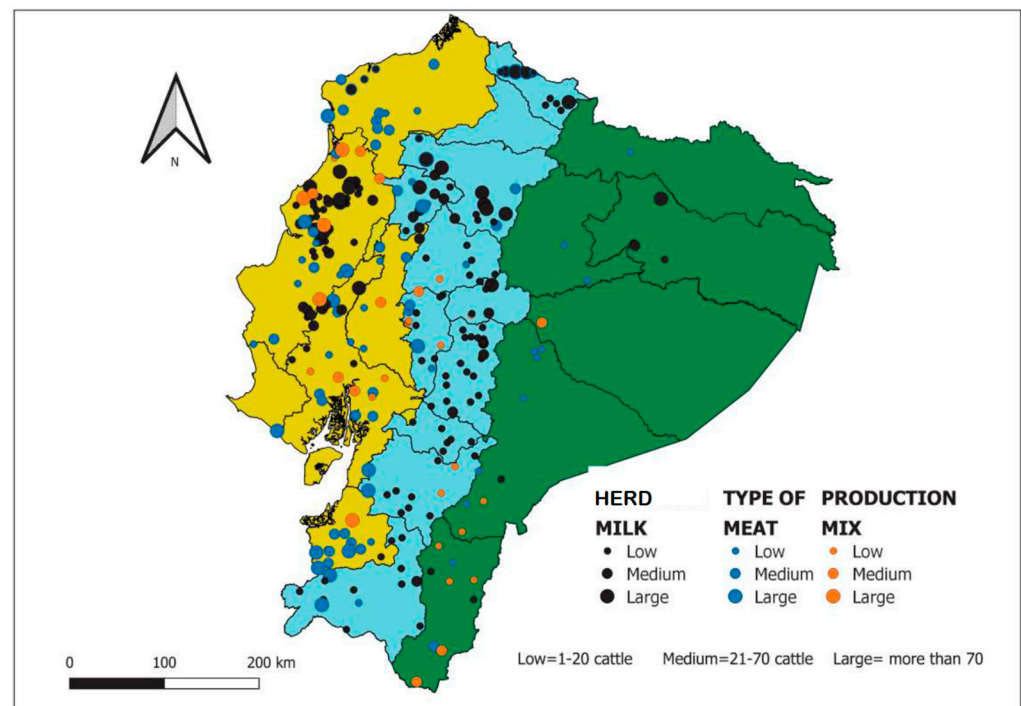 N
HERD TYPE OF PRODUCTION
MILK MEAT MIX
Low Low Low
Medium Medium Medium
Large Large Large
Low=1-20 cattle Medium=21-70 cattle Large= more than 70
0 100 200 km